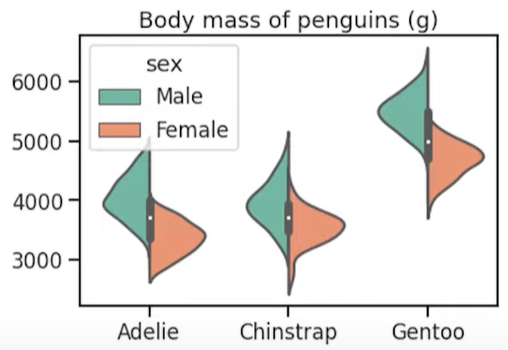 Body mass of penguins (g)
sex
Male
Female
6000
5000
4000
3000
Adelie
Chinstrap
Gentoo